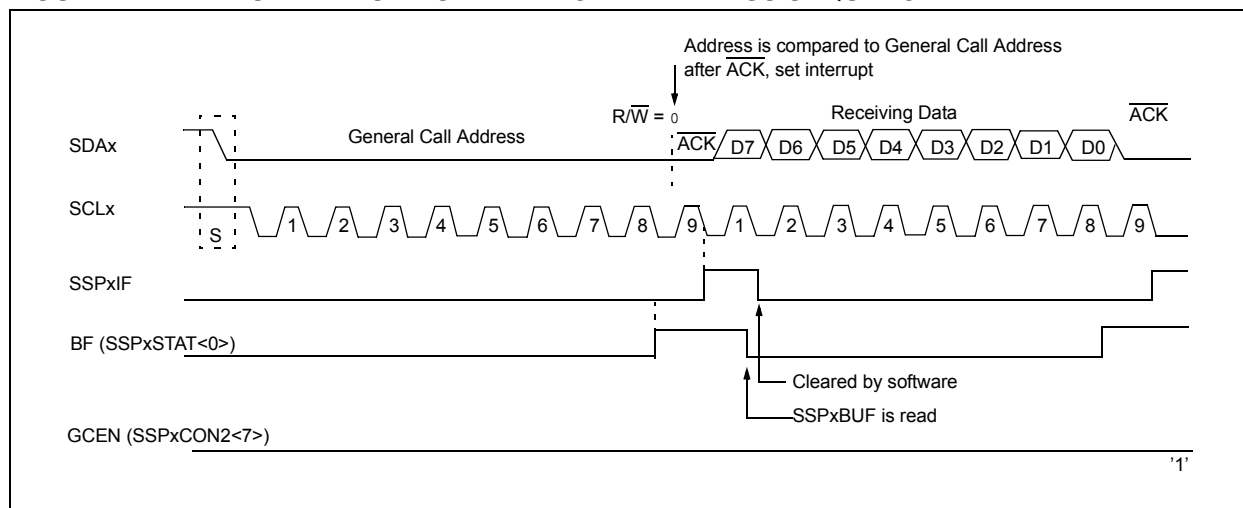 Address is compared to General Call Address
after ACK, set interrupt
R/W = 0
General Call Address
Receiving Data
ACK
SDAx
ACK
D7 D6 D5 D4 D3 D2 D1 D0
SCLx
S
1 2 3 4 5 6 7 8 9 1 2 3 4 5 6 7 8 9
SSPxIF
BF (SSPxSTAT<0>)
Cleared by software
SSPxBUF is read
GCEN (SSPxCON2<7>)
’1’